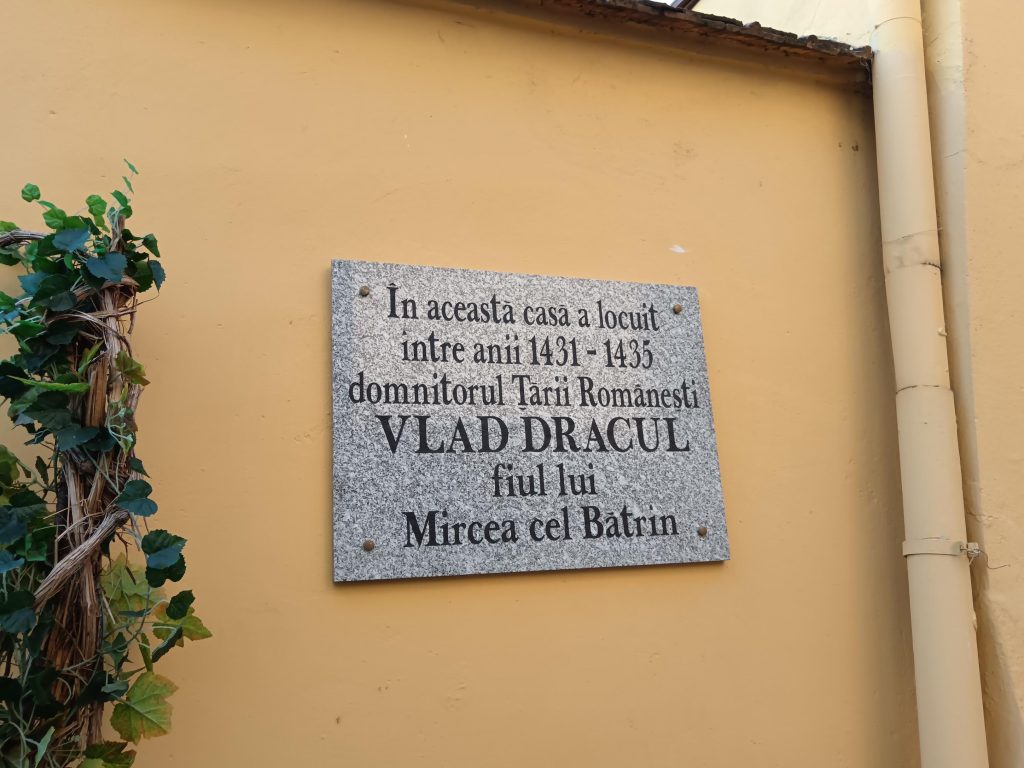 În această casă a locuit
între anii 1431 - 1435
domnitorul Țării Românești
VLAD DRACUL
fiul lui
Mircea cel Bătrîn